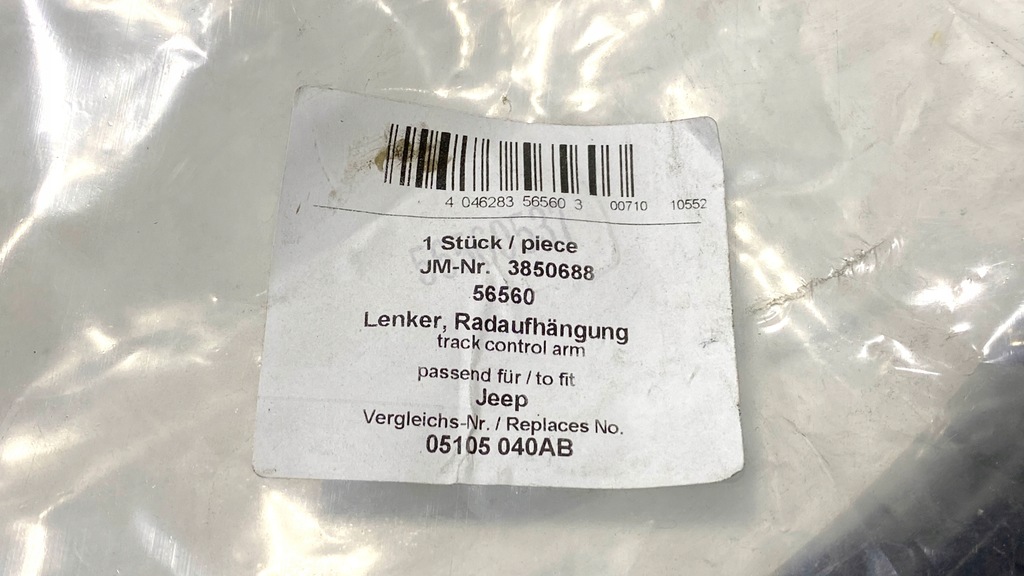 4 046283 56560 3 00710 10552
1 Stück / piece
JM-Nr. 3850688
56560
Lenker, Radaufhängung
track control arm
passend für / to fit
Jeep
Vergleichs-Nr. / Replaces No.
05105 040AB